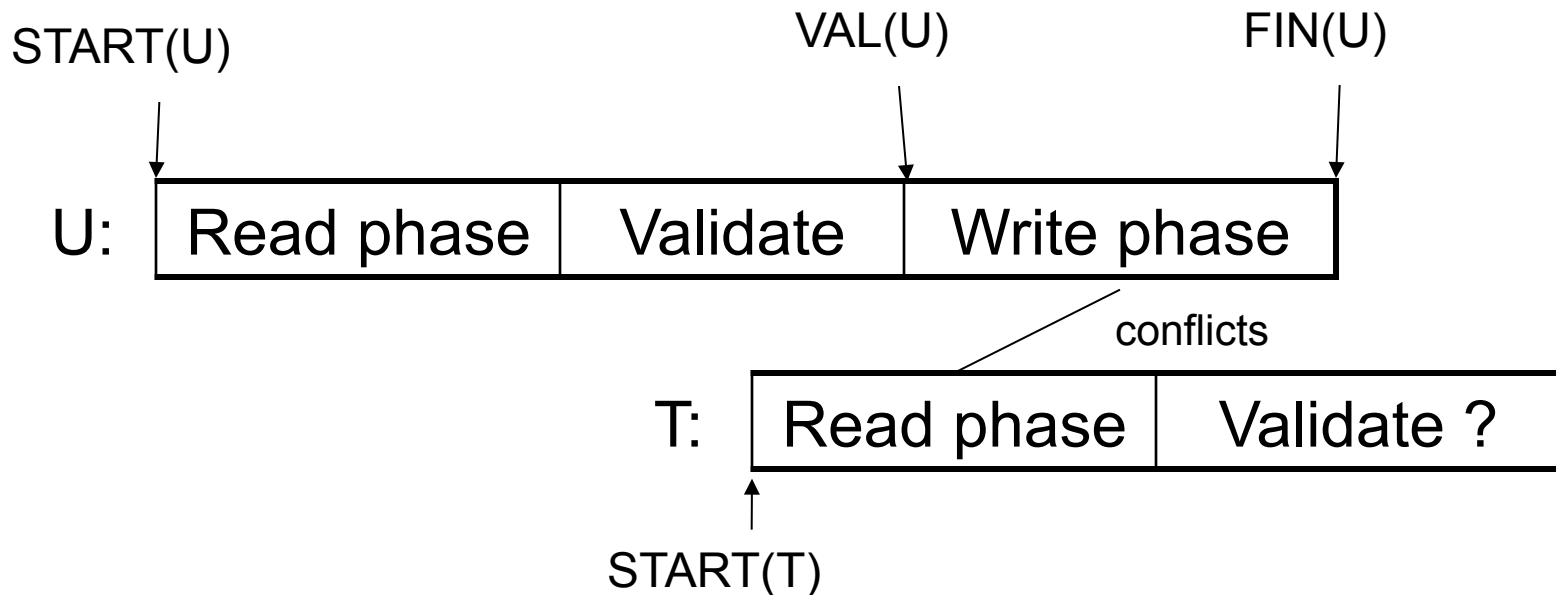 START(U)
VAL(U)
FIN(U)
U:
Read phase
Validate
Write phase
conflicts
T:
Read phase
Validate ?
START(T)